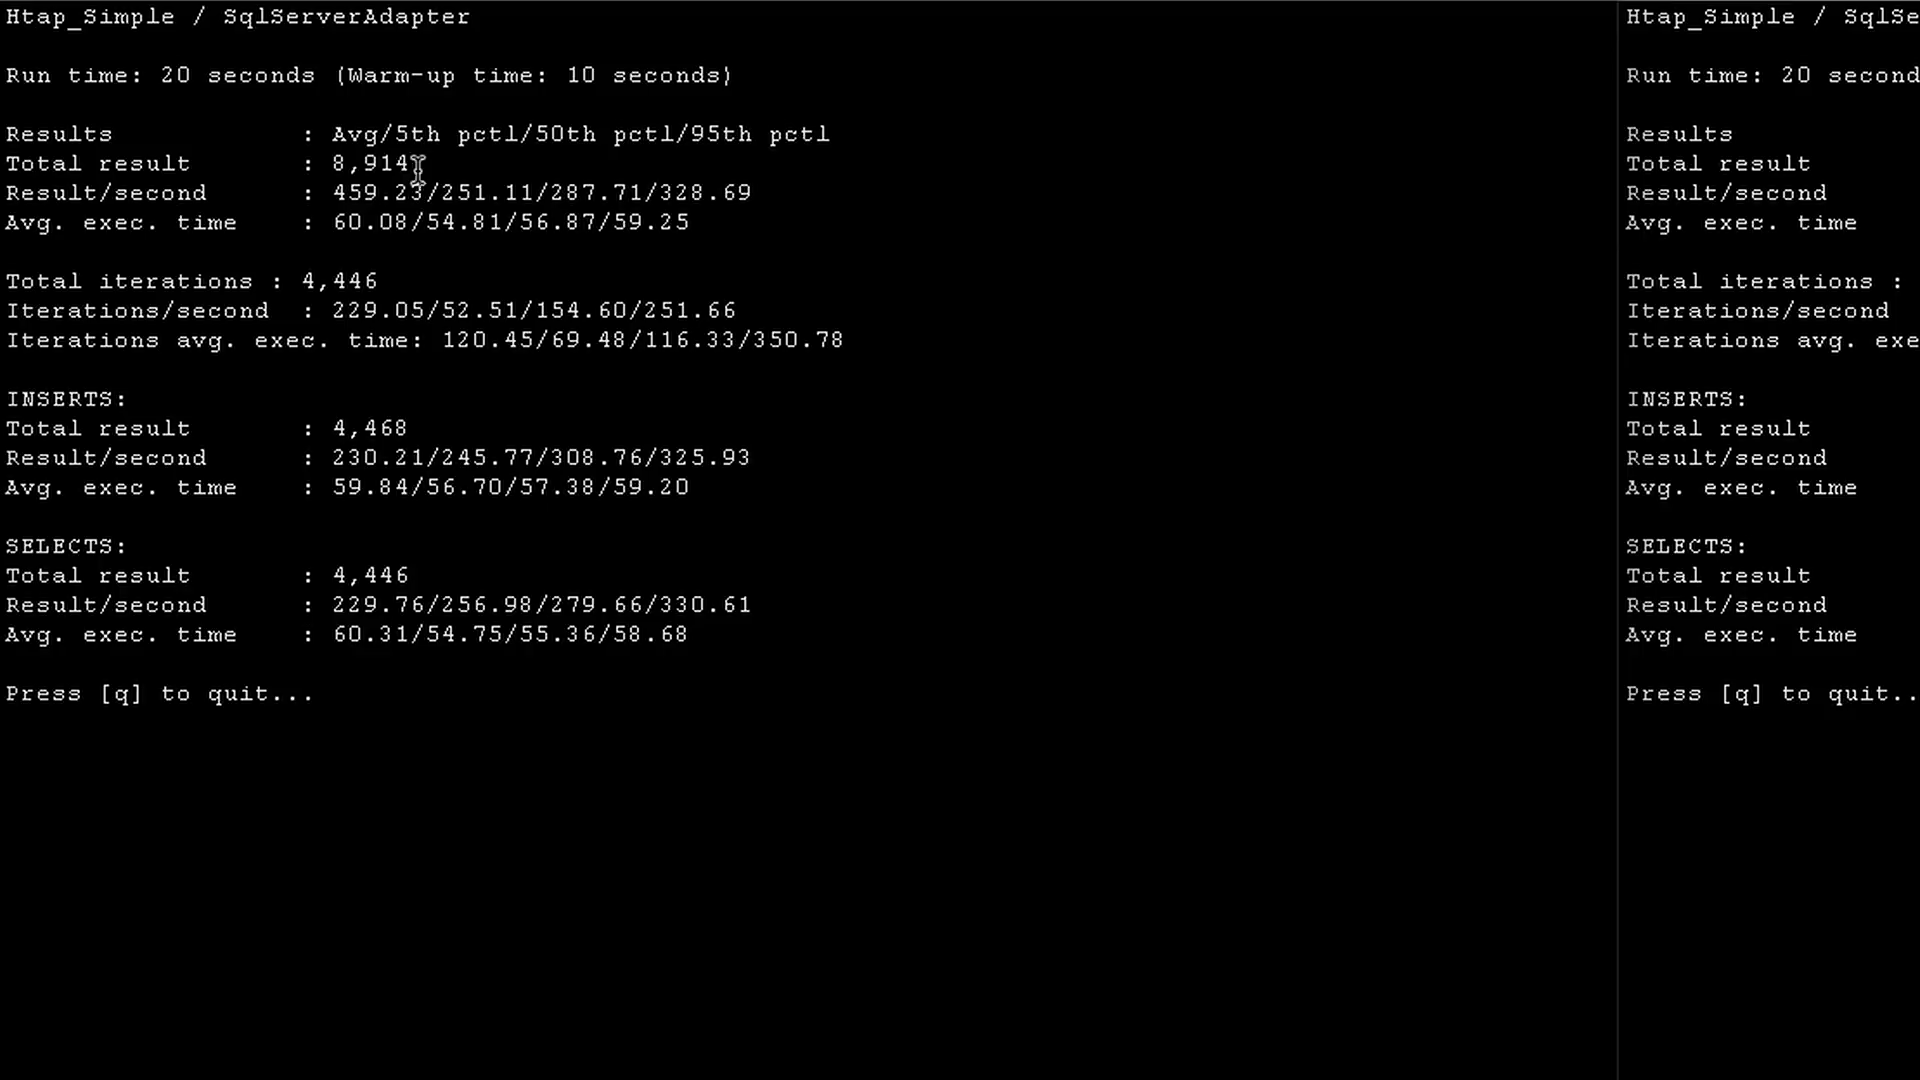 Htap_Simple / SqlServerAdapter
Run time: 20 seconds (Warm-up time: 10 seconds)
Results : Avg/5th pctl/50th pctl/95th pctl
Total result : 8,914
Result/second : 459.23/251.11/287.71/328.69
Avg. exec. time : 60.08/54.81/56.87/59.25
Total iterations : 4,446
Iterations/second : 229.05/52.51/154.60/251.66
Iterations avg. exec. time: 120.45/69.48/116.33/350.78
INSERTS:
Total result : 4,468
Result/second : 230.21/245.77/308.76/325.93
Avg. exec. time : 59.84/56.70/57.38/59.20
SELECTS:
Total result : 4,446
Result/second : 229.76/256.98/279.66/330.61
Avg. exec. time : 60.31/54.75/55.36/58.68
Press [q] to quit...
Htap_Simple / SqlSe
Run time: 20 second
Results
Total result
Result/second
Avg. exec. time
Total iterations :
Iterations/second
Iterations avg. exe
INSERTS:
Total result
Result/second
Avg. exec. time
SELECTS:
Total result
Result/second
Avg. exec. time
Press [q] to quit..